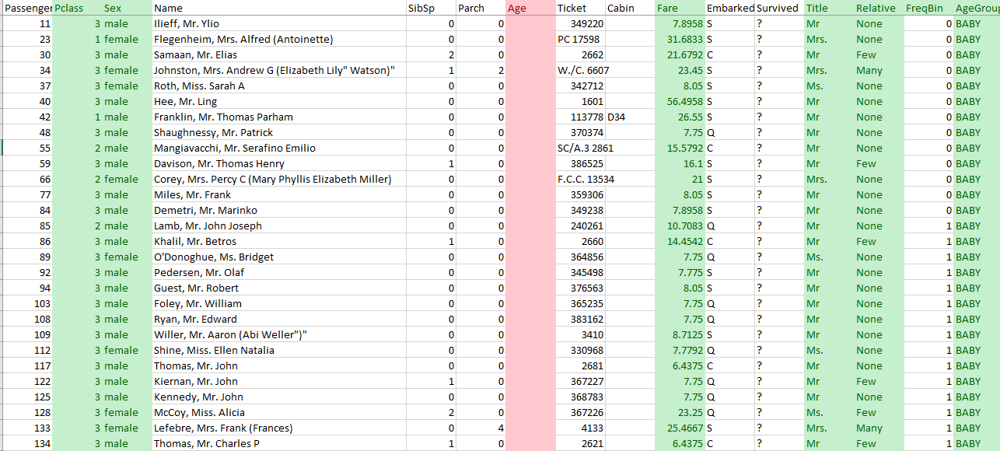 Passenger Pclass Sex Name SibSp Parch Age Ticket Cabin Fare Embarked Survived Title Relative FreqBin AgeGroup
11 3 male Ilieff, Mr. Ylio 0 0 349220 7.8958 S ? Mr None 0 BABY
23 1 female Flegenheim, Mrs. Alfred (Antoinette) 0 0 PC 17598 31.6833 S ? Mrs. None 0 BABY
30 3 male Samaan, Mr. Elias 2 0 2662 21.6792 C ? Mr Few 0 BABY
34 3 female Johnston, Mrs. Andrew G (Elizabeth Lily" Watson)" 1 2 W./C. 6607 23.45 S ? Mrs. Many 0 BABY
37 3 female Roth, Miss. Sarah A 0 0 342712 8.05 S ? Ms. None 0 BABY
40 3 male Hee, Mr. Ling 0 0 1601 56.4958 S ? Mr None 0 BABY
42 1 male Franklin, Mr. Thomas Parham 0 0 113778 D34 26.55 S ? Mr None 0 BABY
48 3 male Shaughnessy, Mr. Patrick 0 0 370374 7.75 Q ? Mr None 0 BABY
55 2 male Mangiavacchi, Mr. Serafino Emilio 0 0 SC/A.3 2861 15.5792 C ? Mr None 0 BABY
59 3 male Davison, Mr. Thomas Henry 1 0 386525 16.1 S ? Mr Few 0 BABY
66 2 female Corey, Mrs. Percy C (Mary Phyllis Elizabeth Miller) 0 0 F.C.C. 13534 21 S ? Mrs. None 0 BABY
77 3 male Miles, Mr. Frank 0 0 359306 8.05 S ? Mr None 0 BABY
84 3 male Demetri, Mr. Marinko 0 0 349238 7.8958 S ? Mr None 0 BABY
85 2 male Lamb, Mr. John Joseph 0 0 240261 10.7083 Q ? Mr None 1 BABY
86 3 male Khalil, Mr. Betros 1 0 2660 14.4542 C ? Mr Few 1 BABY
89 3 female O'Donoghue, Ms. Bridget 0 0 364856 7.75 Q ? Ms. None 1 BABY
92 3 male Pedersen, Mr. Olaf 0 0 345498 7.775 S ? Mr None 1 BABY
94 3 male Guest, Mr. Robert 0 0 376563 8.05 S ? Mr None 1 BABY
103 3 male Foley, Mr. William 0 0 365235 7.75 Q ? Mr None 1 BABY
108 3 male Ryan, Mr. Edward 0 0 383162 7.75 Q ? Mr None 1 BABY
109 3 male Willer, Mr. Aaron (Abi Weller")" 0 0 3410 8.7125 S ? Mr None 1 BABY
112 3 female Shine, Miss. Ellen Natalia 0 0 330968 7.7792 Q ? Ms. None 1 BABY
117 3 male Thomas, Mr. John 0 0 2681 6.4375 C ? Mr None 1 BABY
122 3 male Kiernan, Mr. John 1 0 367227 7.75 Q ? Mr Few 1 BABY
125 3 male Kennedy, Mr. John 0 0 368783 7.75 Q ? Mr None 1 BABY
128 3 female McCoy, Miss. Alicia 2 0 367226 23.25 Q ? Ms. Few 1 BABY
133 3 female Lefebre, Mrs. Frank (Frances) 0 4 4133 25.4667 S ? Mrs. Many 1 BABY
134 3 male Thomas, Mr. Charles P 1 0 2621 6.4375 C ? Mr Few 1 BABY